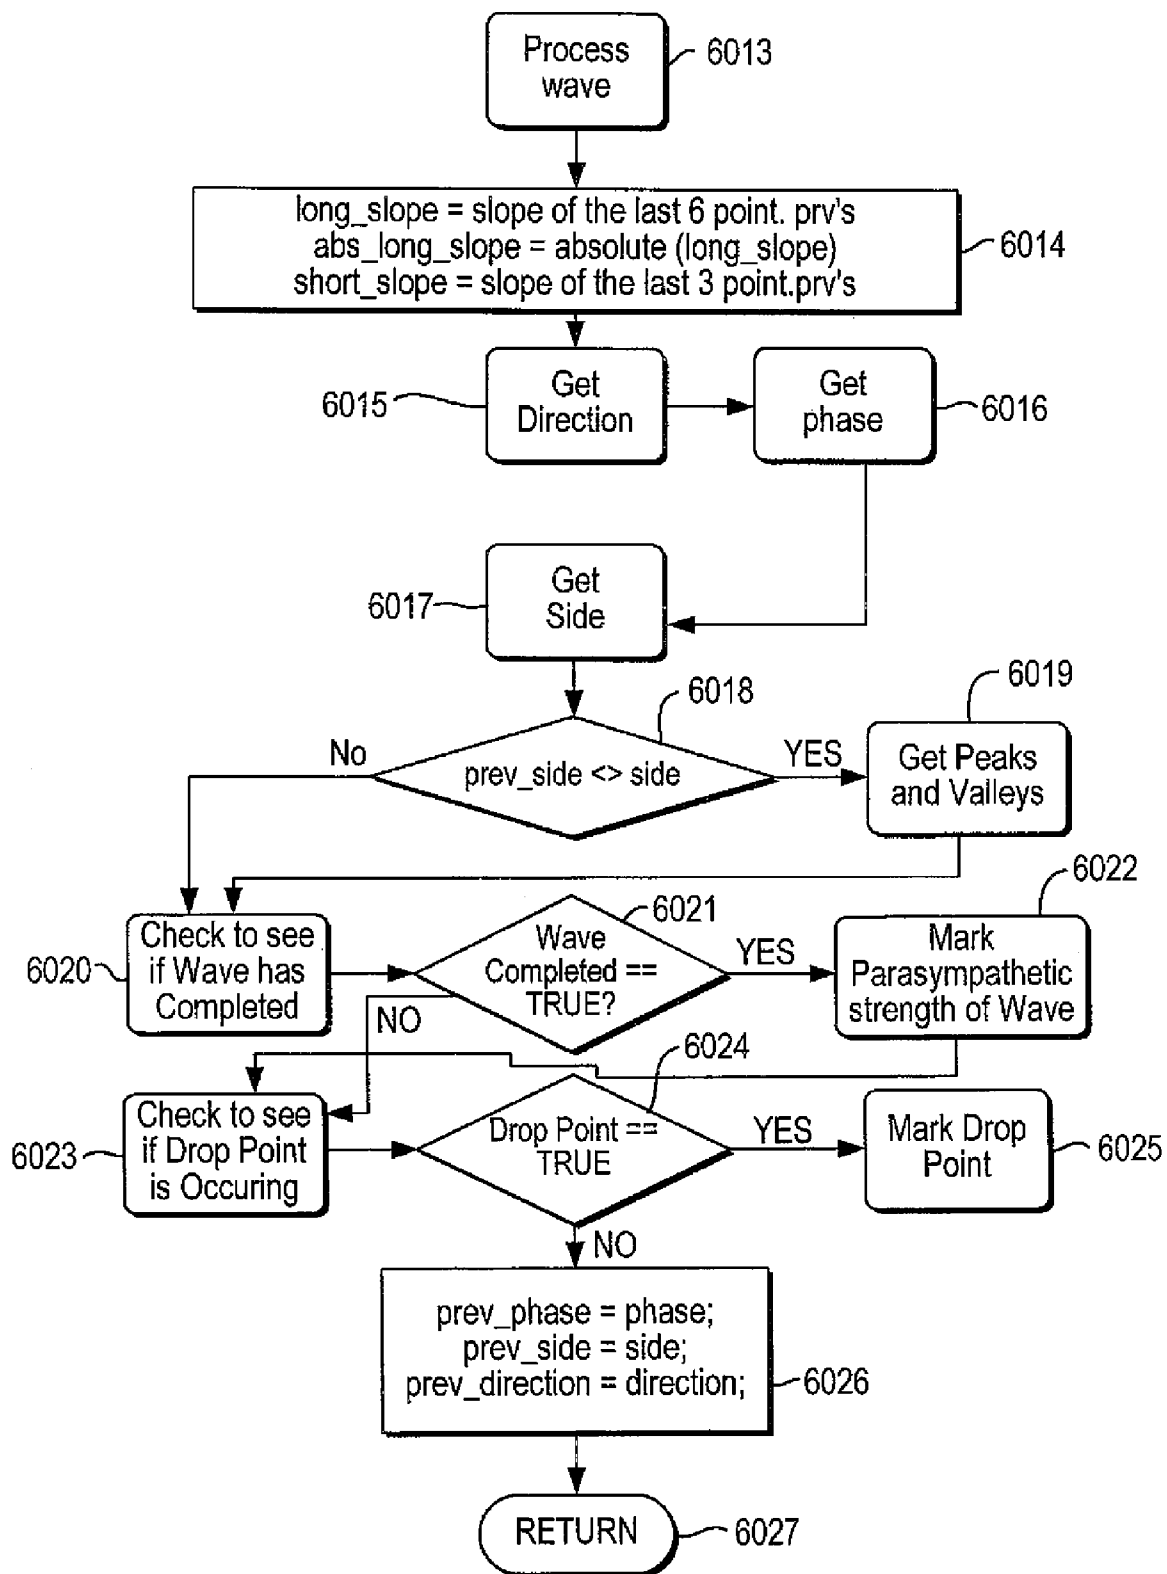 Process
wave
6013
long_slope = slope of the last 6 point. prv's
abs_long_slope = absolute (long_slope)
short_slope = slope of the last 3 point.prv's
6014
6015
Get
Direction
Get
phase
6016
6017
Get
Side
6018
6019
No
prev_side <> side
YES
Get Peaks
and Valleys
6020
Check to see
if Wave has
Completed
6021
Wave
Completed ==
TRUE?
YES
NO
6022
Mark
Parasympathetic
strength of Wave
6023
Check to see
if Drop Point
is Occuring
6024
Drop Point ==
TRUE
YES
NO
Mark Drop
Point
6025
prev_phase = phase;
prev_side = side;
prev_direction = direction;
6026
RETURN
6027